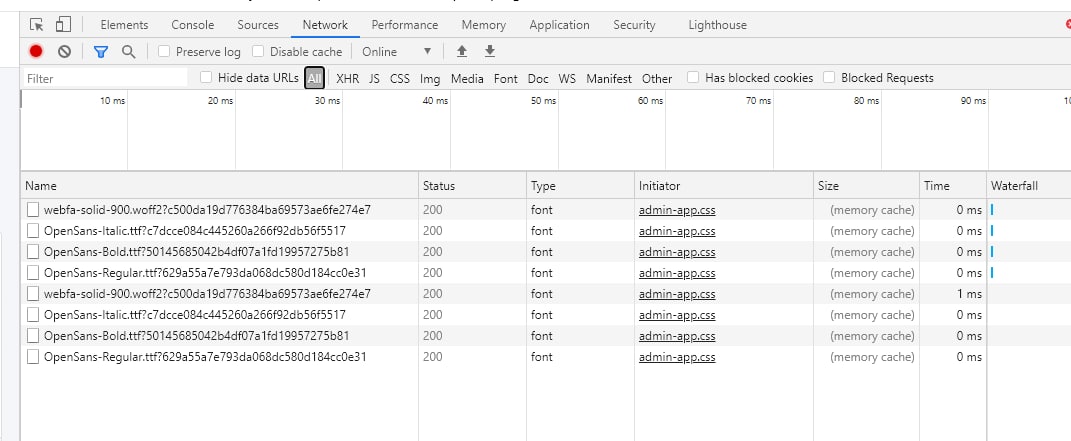 Elements Console Sources Network Performance Memory Application Security Lighthouse
Preserve log Disable cache Online
Filter Hide data URLs All XHR JS CSS Img Media Font Doc WS Manifest Other Has blocked cookies Blocked Requests
10 ms 20 ms 30 ms 40 ms 50 ms 60 ms 70 ms 80 ms 90 ms
Name Status Type Initiator Size Time Waterfall
webfa-solid-900.woff2?c500da19d776384ba69573ae6fe274e7 200 font admin-app.css (memory cache) 0 ms
OpenSans-Italic.ttf?c7dcce084c445260a266f92db56f5517 200 font admin-app.css (memory cache) 0 ms
OpenSans-Bold.ttf?50145685042b4df07a1fd19957275b81 200 font admin-app.css (memory cache) 0 ms
OpenSans-Regular.ttf?629a55a7e793da068dc580d184cc0e31 200 font admin-app.css (memory cache) 0 ms
webfa-solid-900.woff2?c500da19d776384ba69573ae6fe274e7 200 font admin-app.css (memory cache) 1 ms
OpenSans-Italic.ttf?c7dcce084c445260a266f92db56f5517 200 font admin-app.css (memory cache) 0 ms
OpenSans-Bold.ttf?50145685042b4df07a1fd19957275b81 200 font admin-app.css (memory cache) 0 ms
OpenSans-Regular.ttf?629a55a7e793da068dc580d184cc0e31 200 font admin-app.css (memory cache) 0 ms